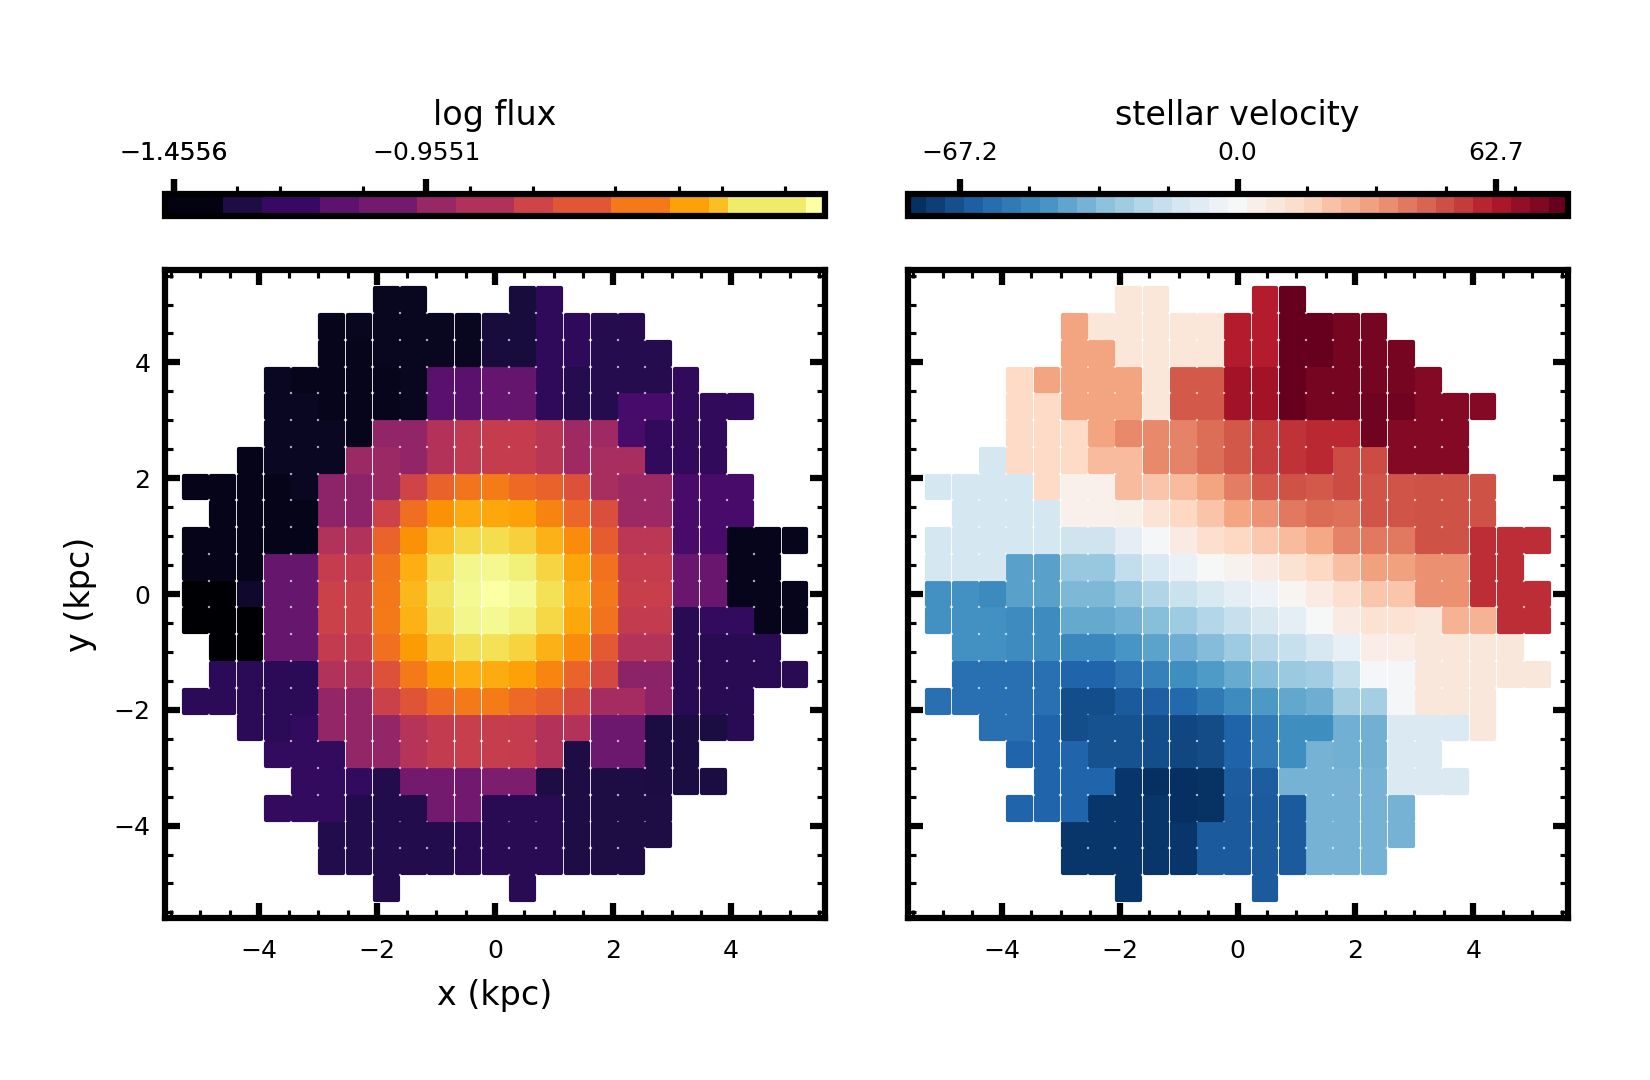 log flux
stellar velocity
−1.4556 −0.9551
−67.2 0.0 62.7
4
2
0
−2
−4
y (kpc)
−4 −2 0 2 4
−4 −2 0 2 4
x (kpc)